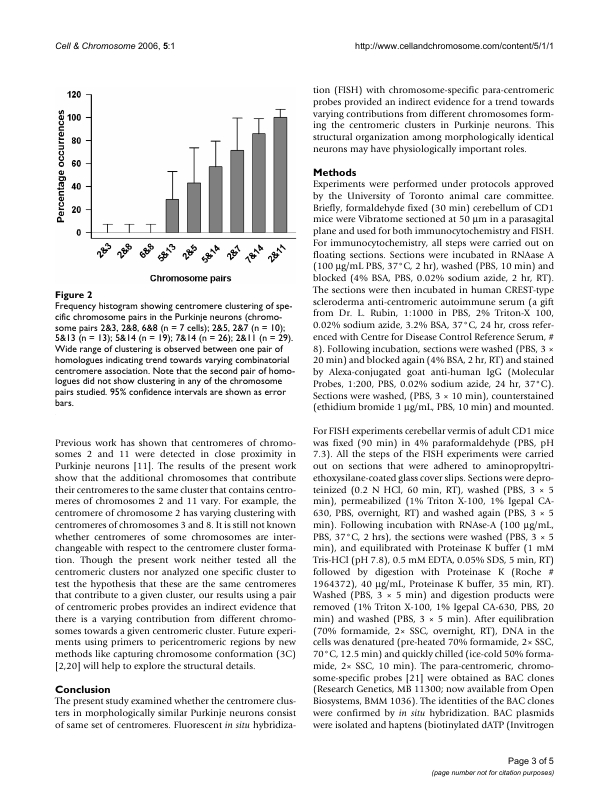 Cell & Chromosome 2006, 5:1
http://www.cellandchromosome.com/content/5/1/1
120
100
80
60
40
20
0
Percentage occurrences
2&3
2&8
6&8
5&13
2&5
5&14
2&7
7&14
2&11
Chromosome pairs
Figure 2
Frequency histogram showing centromere clustering of spe-
cific chromosome pairs in the Purkinje neurons (chromo-
some pairs 2&3, 2&8, 6&8 (n = 7 cells); 2&5, 2&7 (n = 10);
5&13 (n = 13); 5&14 (n = 19); 7&14 (n = 26); 2&11 (n = 29).
Wide range of clustering is observed between one pair of
homologues indicating trend towards varying combinatorial
centromere association. Note that the second pair of homo-
logues did not show clustering in any of the chromosome
pairs studied. 95% confidence intervals are shown as error
bars.
Previous work has shown that centromeres of chromo-
somes 2 and 11 were detected in close proximity in
Purkinje neurons [11]. The results of the present work
show that the additional chromosomes that contribute
their centromeres to the same cluster that contains centro-
meres of chromosomes 2 and 11 vary. For example, the
centromere of chromosome 2 has varying clustering with
centromeres of chromosomes 3 and 8. It is still not known
whether centromeres of some chromosomes are inter-
changeable with respect to the centromere cluster forma-
tion. Though the present work neither tested all the
centromeric clusters nor analyzed one specific cluster to
test the hypothesis that these are the same centromeres
that contribute to a given cluster, our results using a pair
of centromeric probes provides an indirect evidence that
there is a varying contribution from different chromo-
somes towards a given centromeric cluster. Future experi-
ments using primers to pericentromeric regions by new
methods like capturing chromosome conformation (3C)
[2,20] will help to explore the structural details.
Conclusion
The present study examined whether the centromere clus-
ters in morphologically similar Purkinje neurons consist
of same set of centromeres. Fluorescent in situ hybridiza-
tion (FISH) with chromosome-specific para-centromeric
probes provided an indirect evidence for a trend towards
varying contributions from different chromosomes form-
ing the centromeric clusters in Purkinje neurons. This
structural organization among morphologically identical
neurons may have physiologically important roles.
Methods
Experiments were performed under protocols approved
by the University of Toronto animal care committee.
Briefly, formaldehyde fixed (30 min) cerebellum of CD1
mice were Vibratome sectioned at 50 μm in a parasagital
plane and used for both immunocytochemistry and FISH.
For immunocytochemistry, all steps were carried out on
floating sections. Sections were incubated in RNAase A
(100 μg/mL PBS, 37°C, 2 hr), washed (PBS, 10 min) and
blocked (4% BSA, PBS, 0.02% sodium azide, 2 hr, RT).
The sections were then incubated in human CREST-type
scleroderma anti-centromeric autoimmune serum (a gift
from Dr. L. Rubin, 1:1000 in PBS, 2% Triton-X 100,
0.02% sodium azide, 3.2% BSA, 37°C, 24 hr, cross refer-
enced with Centre for Disease Control Reference Serum, #
8). Following incubation, sections were washed (PBS, 3 ×
20 min) and blocked again (4% BSA, 2 hr, RT) and stained
by Alexa-conjugated goat anti-human IgG (Molecular
Probes, 1:200, PBS, 0.02% sodium azide, 24 hr, 37°C).
Sections were washed, (PBS, 3 × 10 min), counterstained
(ethidium bromide 1 μg/mL, PBS, 10 min) and mounted.
For FISH experiments cerebellar vermis of adult CD1 mice
was fixed (90 min) in 4% paraformaldehyde (PBS, pH
7.3). All the steps of the FISH experiments were carried
out on sections that were adhered to aminopropyltri-
ethoxysilane-coated glass cover slips. Sections were depro-
teinized (0.2 N HCl, 60 min, RT), washed (PBS, 3 × 5
min), permeabilized (1% Triton X-100, 1% Igepal CA-
630, PBS, overnight, RT) and washed again (PBS, 3 × 5
min). Following incubation with RNAse-A (100 μg/mL,
PBS, 37°C, 2 hrs), the sections were washed (PBS, 3 × 5
min), and equilibrated with Proteinase K buffer (1 mM
Tris-HCl (pH 7.8), 0.5 mM EDTA, 0.05% SDS, 5 min, RT)
followed by digestion with Proteinase K (Roche #
1964372), 40 μg/mL, Proteinase K buffer, 35 min, RT).
Washed (PBS, 3 × 5 min) and digestion products were
removed (1% Triton X-100, 1% Igepal CA-630, PBS, 20
min) and washed (PBS, 3 × 5 min). After equilibration
(70% formamide, 2× SSC, overnight, RT), DNA in the
cells was denatured (pre-heated 70% formamide, 2× SSC,
70°C, 12.5 min) and quickly chilled (ice-cold 50% forma-
mide, 2× SSC, 10 min). The para-centromeric, chromo-
some-specific probes [21] were obtained as BAC clones
(Research Genetics, MB 11300; now available from Open
Biosystems, BMM 1036). The identities of the BAC clones
were confirmed by in situ hybridization. BAC plasmids
were isolated and haptens (biotinylated dATP (Invitrogen
Page 3 of 5
(page number not for citation purposes)